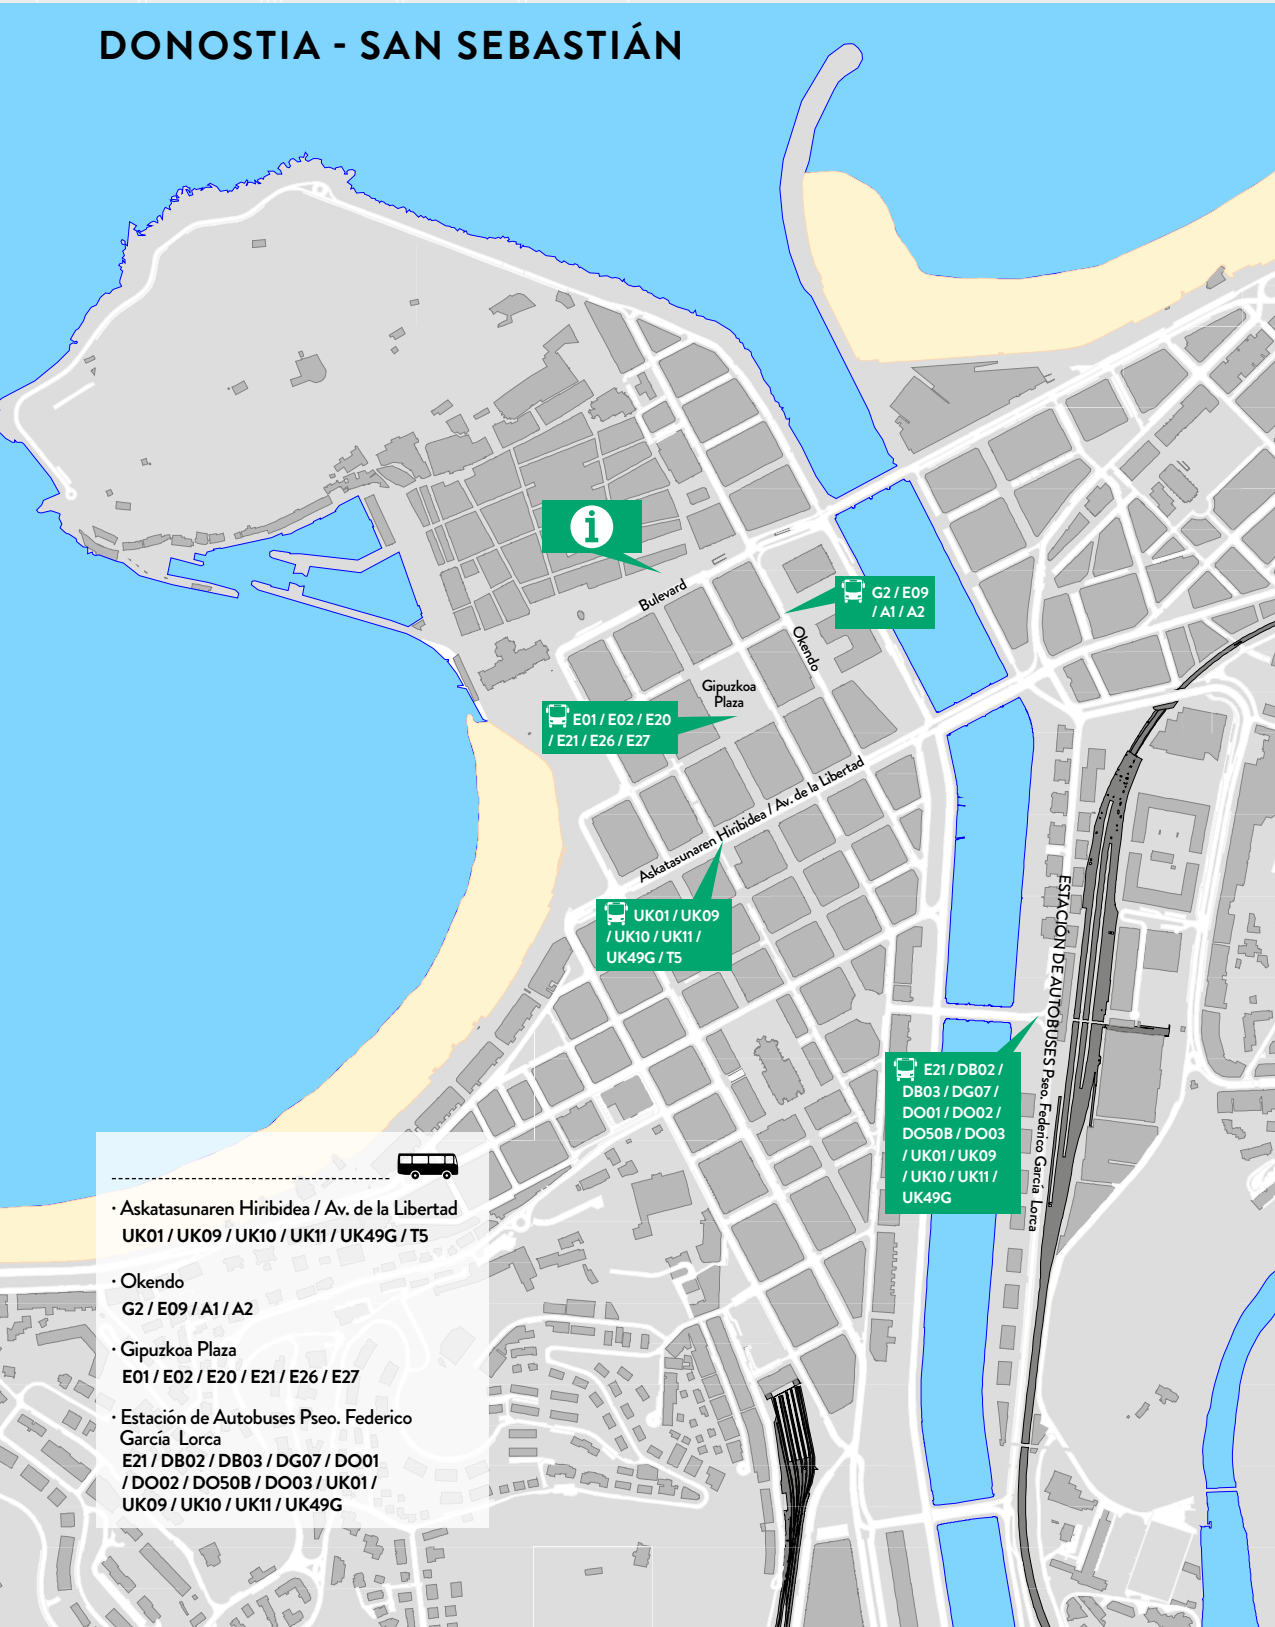 DONOSTIA - SAN SEBASTIÁN
i
Bulevard
G2 / E09
/ A1 / A2
Okendo
Gipuzkoa
Plaza
E01 / E02 / E20
/ E21 / E26 / E27
Askatasunaren Hiribidea / Av. de la Libertad
UK01 / UK09
/ UK10 / UK11 /
UK49G / T5
ESTACIÓN DE AUTOBUSES Pseo. Federico García Lorca
E21 / DB02 /
DB03 / DG07 /
DO01 / DO02 /
DO50B / DO03
/ UK01 / UK09
/ UK10 / UK11 /
UK49G
· Askatasunaren Hiribidea / Av. de la Libertad
UK01 / UK09 / UK10 / UK11 / UK49G / T5
· Okendo
G2 / E09 / A1 / A2
· Gipuzkoa Plaza
E01 / E02 / E20 / E21 / E26 / E27
· Estación de Autobuses Pseo. Federico
García Lorca
E21 / DB02 / DB03 / DG07 / DO01
/ DO02 / DO50B / DO03 / UK01 /
UK09 / UK10 / UK11 / UK49G